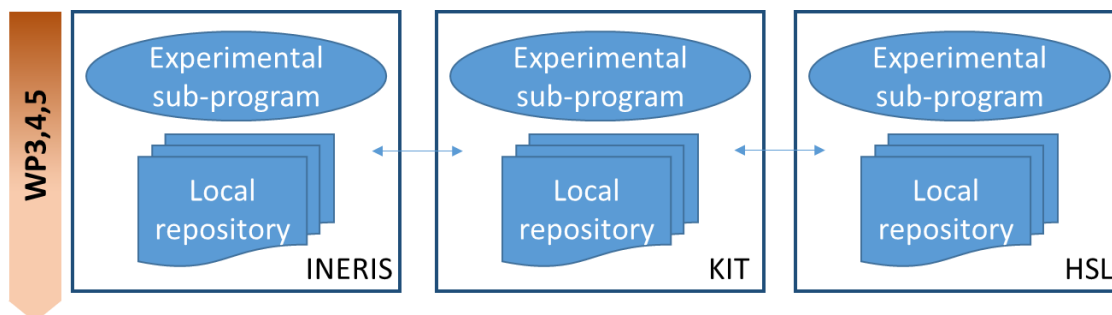 WP3,4,5
Experimental
sub-program
Local
repository
INERIS
Experimental
sub-program
Local
repository
KIT
Experimental
sub-program
Local
repository
HSL